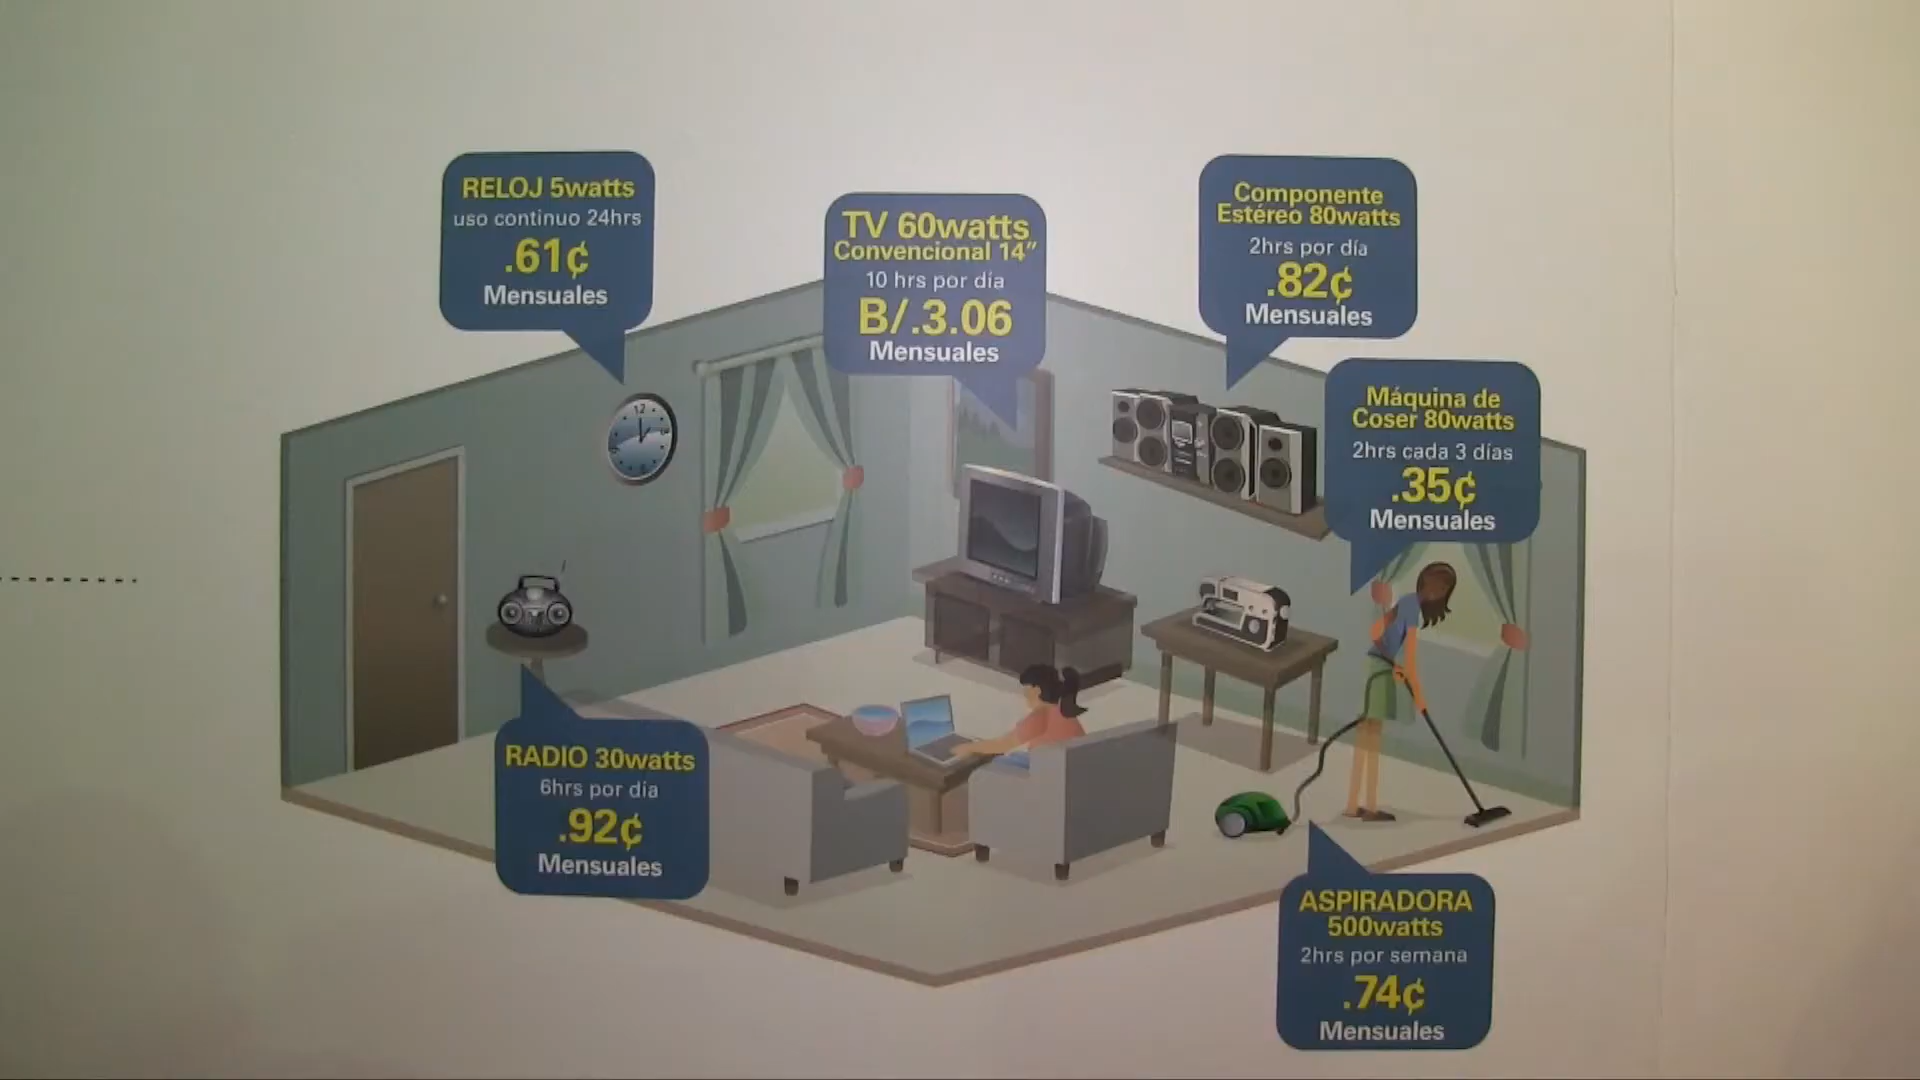 RELOJ 5watts
uso continuo 24hrs
.61¢
Mensuales
TV 60watts
Convencional 14"
10 hrs por día
B/.3.06
Mensuales
Componente
Estéreo 80watts
2hrs por día
.82¢
Mensuales
Máquina de
Coser 80watts
2hrs cada 3 días
.35¢
Mensuales
12
RADIO 30watts
6hrs por día
.92¢
Mensuales
ASPIRADORA
500watts
2hrs por semana
.74¢
Mensuales